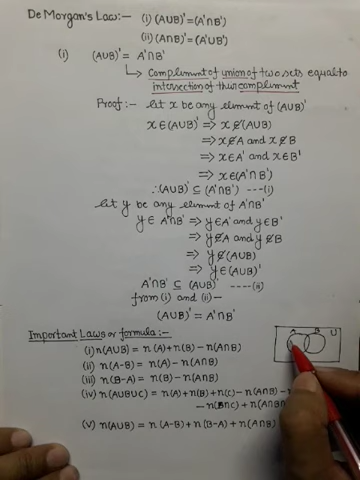 De Morgan's Law:- (i) (A∪B)' = (A'∩B')
(ii) (A∩B)' = (A'∪B')
(i) (A∪B)' = A'∩B'
↳ Compliment of union of two sets equal to
intersection of their compliment
Proof:- let x be any element of (A∪B)'
x∈(A∪B)' ⇒ x∉(A∪B)
⇒ x∉A and x∉B
⇒ x∈A' and x∈B'
⇒ x∈(A'∩B')
∴(A∪B)' ⊆ (A'∩B') ----(i)
let y be any element of A'∩B'
y∈ A'∩B' ⇒ y∈A' and y∈B'
⇒ y∉A and y∉B
⇒ y∉(A∪B)
⇒ y∈(A∪B)'
A'∩B' ⊆ (A∪B)' ----(ii)
from (i) and (ii)-
(A∪B)' = A'∩B'
Important Laws or formula:-
A B U
(i) n(A∪B) = n(A)+n(B)-n(A∩B)
(ii) n(A-B) = n(A)-n(A∩B)
(iii) n(B-A) = n(B)-n(A∩B)
(iv) n(A∪B∪C) = n(A)+n(B)+n(C)-n(A∩B)-
-n(B∩C)+n(A∩B∩
(v) n(A∪B) = n(A-B)+n(B-A)+n(A∩B)